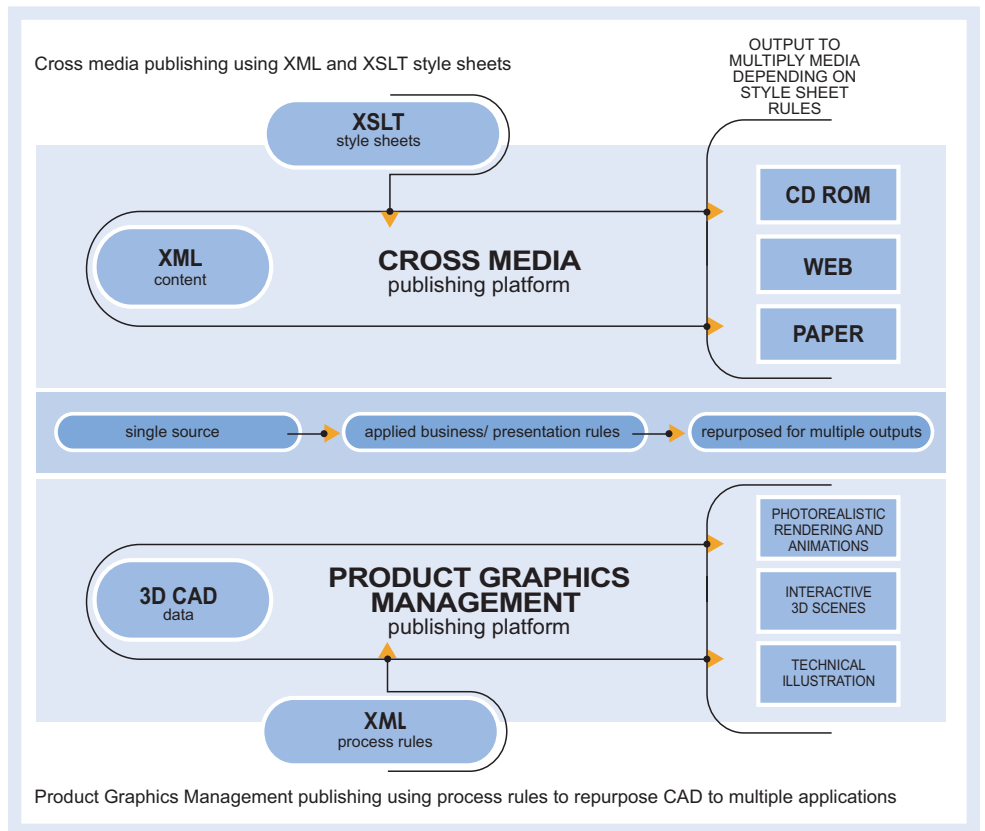 Cross media publishing using XML and XSLT style sheets
OUTPUT TO
MULTIPLY MEDIA
DEPENDING ON
STYLE SHEET
RULES
XSLT
style sheets
XML
content
CROSS MEDIA
publishing platform
CD ROM
WEB
PAPER
single source
applied business/ presentation rules
repurposed for multiple outputs
3D CAD
data
PRODUCT GRAPHICS
MANAGEMENT
publishing platform
PHOTOREALISTIC
RENDERING AND
ANIMATIONS
INTERACTIVE
3D SCENES
TECHNICAL
ILLUSTRATION
XML
process rules
Product Graphics Management publishing using process rules to repurpose CAD to multiple applications